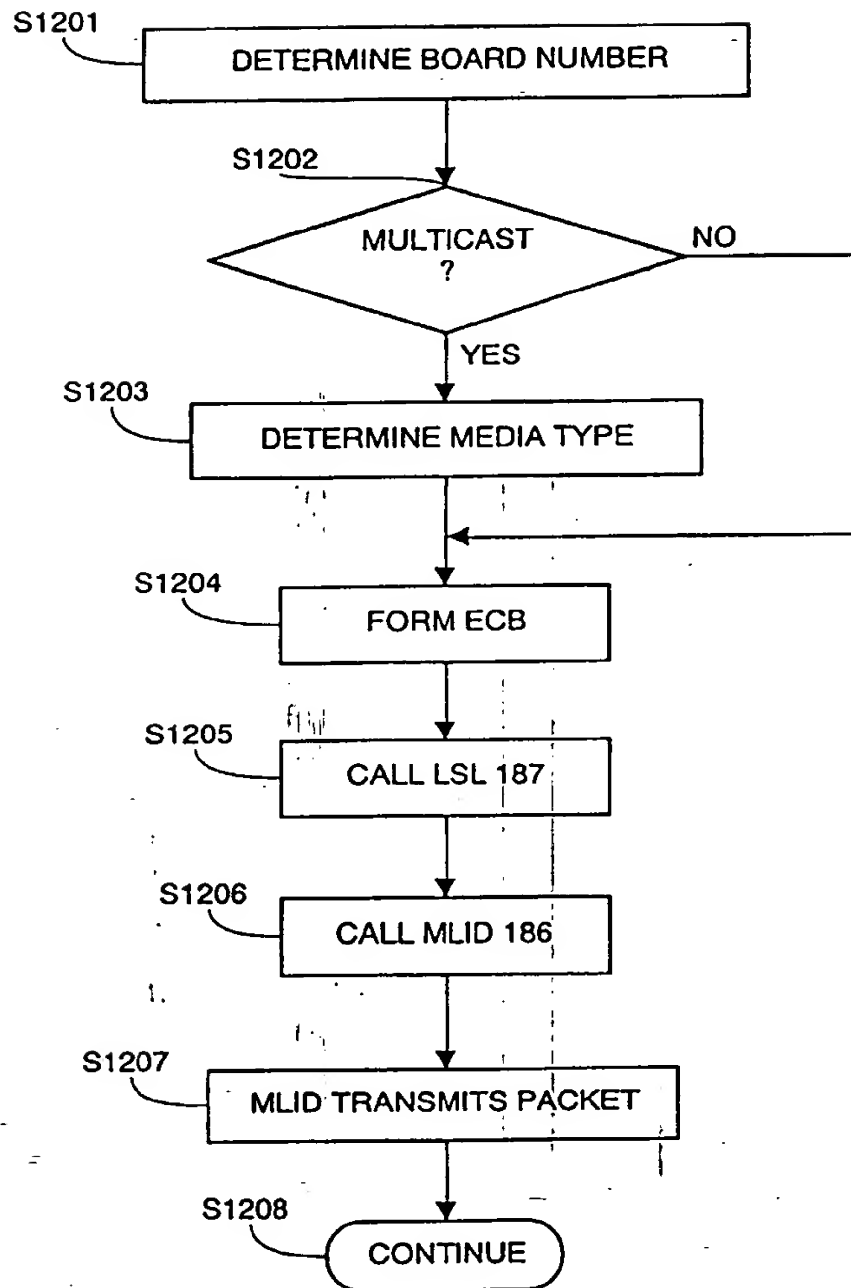 S1201
DETERMINE BOARD NUMBER
S1202
MULTICAST
?
NO
YES
S1203
DETERMINE MEDIA TYPE
S1204
FORM ECB
S1205
CALL LSL 187
S1206
CALL MLID 186
S1207
MLID TRANSMITS PACKET
S1208
CONTINUE